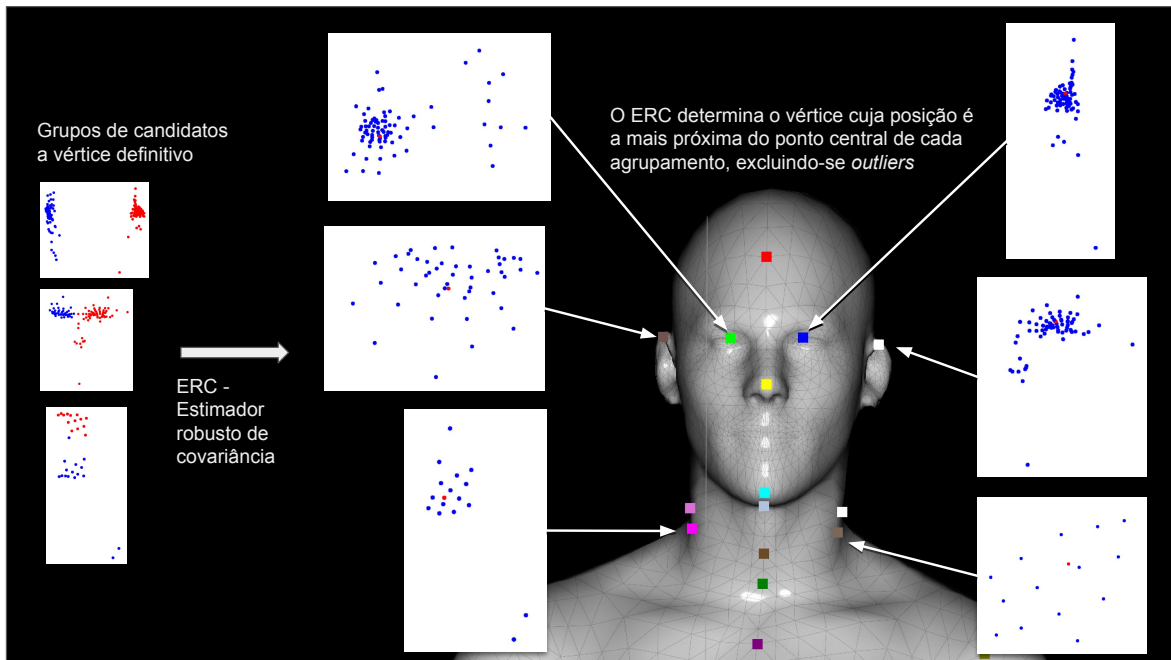 Grupos de candidatos
a vértice definitivo
ERC -
Estimador
robusto de
covariância
O ERC determina o vértice cuja posição é
a mais próxima do ponto central de cada
agrupamento, excluindo-se outliers